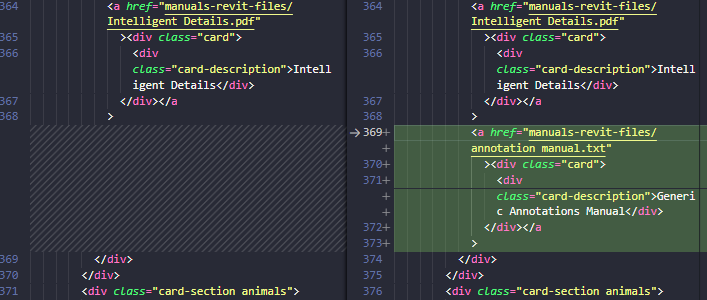 364 <a href="manuals-revit-files/
Intelligent Details.pdf"
365 ><div class="card">
366 <div
class="card-description">Intell
igent Details</div>
367 </div></a
368 >
369 </div>
370 </div>
371 <div class="card-section animals">
364 <a href="manuals-revit-files/
Intelligent Details.pdf"
365 ><div class="card">
366 <div
class="card-description">Intell
igent Details</div>
367 </div></a
368 >
→369+ <a href="manuals-revit-files/
+ annotation manual.txt"
370+ ><div class="card">
371+ <div
+ class="card-description">Generi
+ c Annotations Manual</div>
372+ </div></a
373+ >
374 </div>
375 </div>
376 <div class="card-section animals">